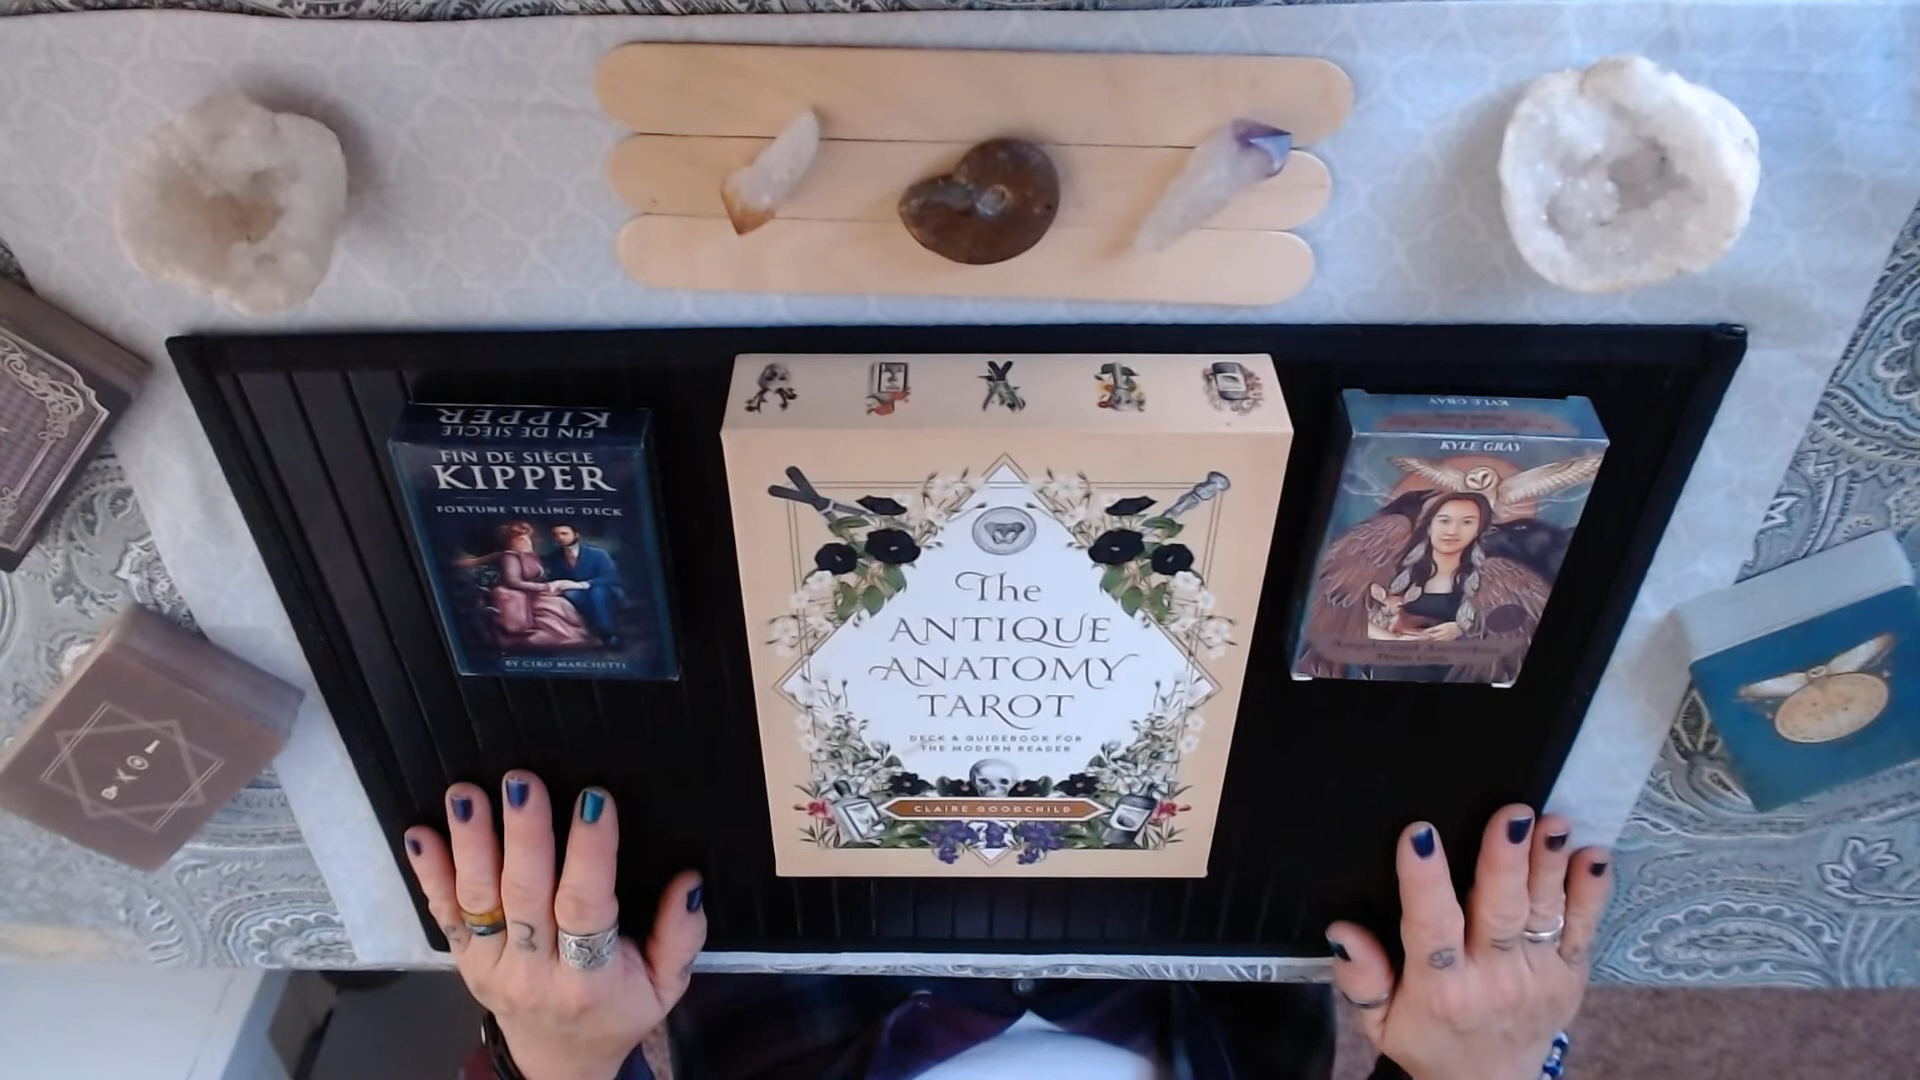 FIN DE SIÈCLE
KIPPER
FIN DE SIÈCLE
KIPPER
FORTUNE TELLING DECK
BY CIRO MARCHETTI
The
ANTIQUE
ANATOMY
TAROT
DECK & GUIDEBOOK FOR
THE MODERN READER
CLAIRE GOODCHILD
KYLE GRAY
KYLE GRAY